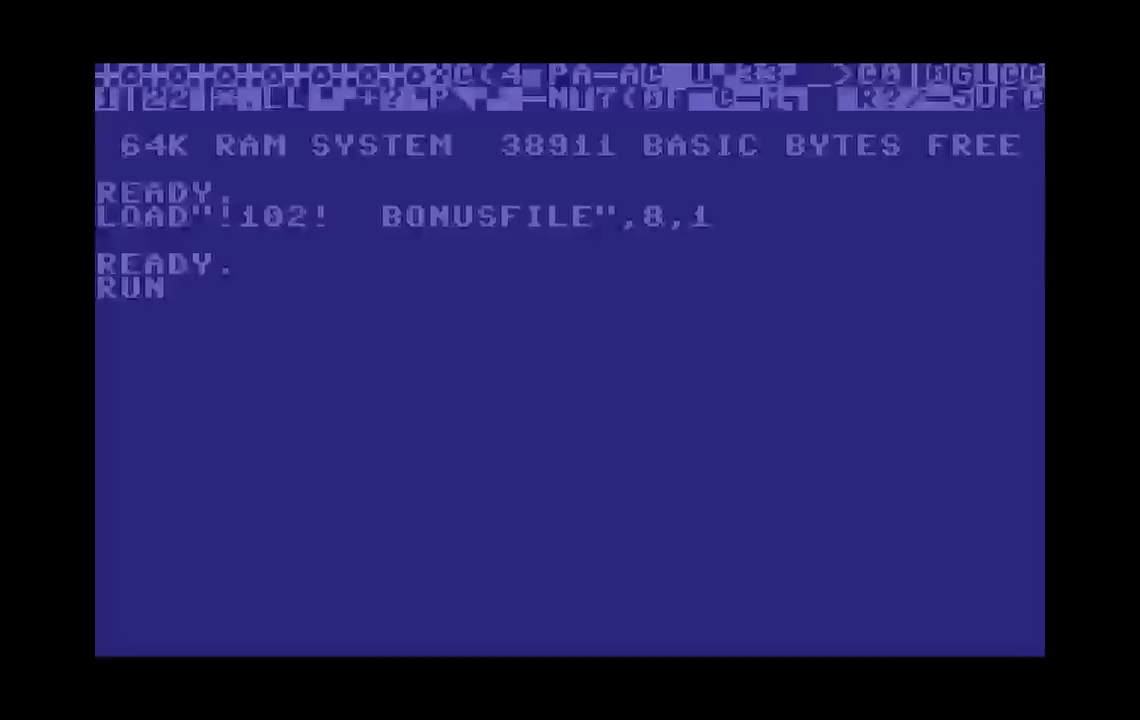 64K RAM SYSTEM  38911 BASIC BYTES FREE
READY.
LOAD"!102!   BONUSFILE",8,1
READY.
RUN